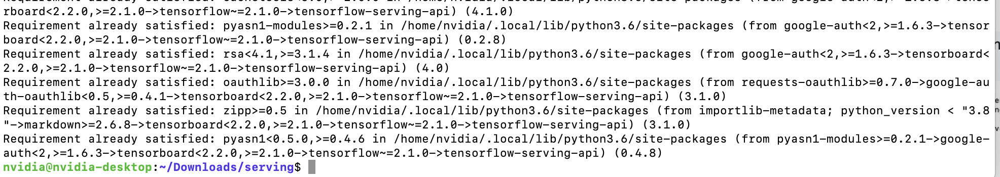 rboard<2.2.0,>=2.1.0->tensorflow~=2.1.0->tensorflow-serving-api) (4.1.0)
Requirement already satisfied: pyasn1-modules>=0.2.1 in /home/nvidia/.local/lib/python3.6/site-packages (from google-auth<2,>=1.6.3->tensor
board<2.2.0,>=2.1.0->tensorflow~=2.1.0->tensorflow-serving-api) (0.2.8)
Requirement already satisfied: rsa<4.1,>=3.1.4 in /home/nvidia/.local/lib/python3.6/site-packages (from google-auth<2,>=1.6.3->tensorboard<
2.2.0,>=2.1.0->tensorflow~=2.1.0->tensorflow-serving-api) (4.0)
Requirement already satisfied: oauthlib>=3.0.0 in /home/nvidia/.local/lib/python3.6/site-packages (from requests-oauthlib>=0.7.0->google-au
th-oauthlib<0.5,>=0.4.1->tensorboard<2.2.0,>=2.1.0->tensorflow~=2.1.0->tensorflow-serving-api) (3.1.0)
Requirement already satisfied: zipp>=0.5 in /home/nvidia/.local/lib/python3.6/site-packages (from importlib-metadata; python_version < "3.8
"->markdown>=2.6.8->tensorboard<2.2.0,>=2.1.0->tensorflow~=2.1.0->tensorflow-serving-api) (3.1.0)
Requirement already satisfied: pyasn1<0.5.0,>=0.4.6 in /home/nvidia/.local/lib/python3.6/site-packages (from pyasn1-modules>=0.2.1->google-
auth<2,>=1.6.3->tensorboard<2.2.0,>=2.1.0->tensorflow~=2.1.0->tensorflow-serving-api) (0.4.8)
nvidia@nvidia-desktop:~/Downloads/serving$